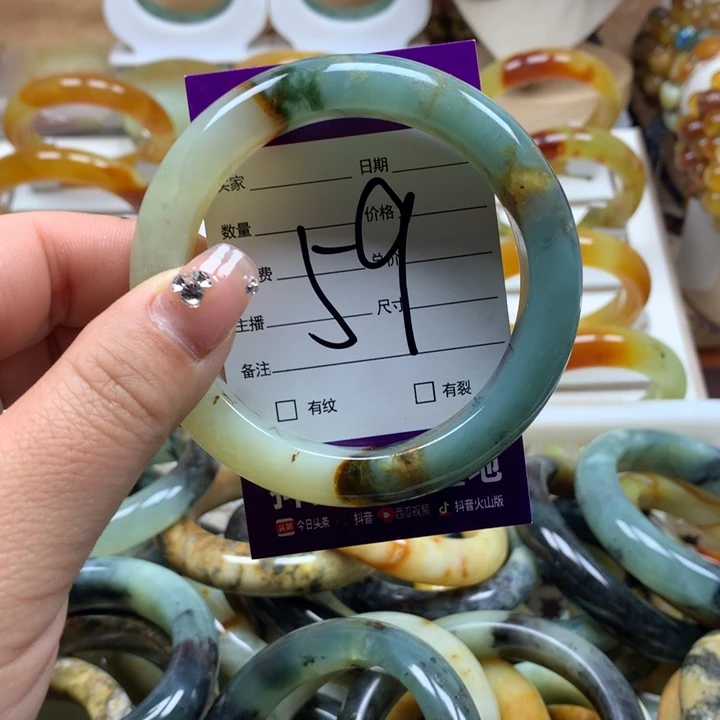 买家 日期
数量 价格
费 总价
主播 尺寸
备注
59
□ 有纹 □ 有裂
今日头条 抖音 西瓜视频 抖音火山版